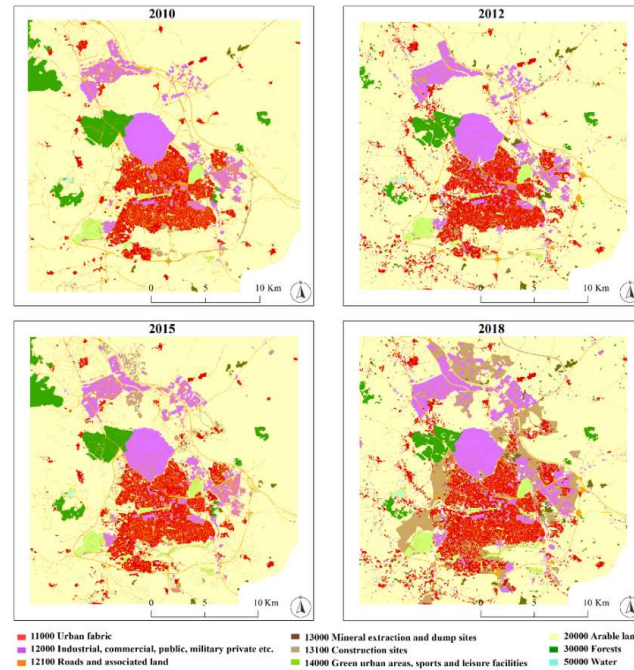 2010
2012
0 5 10 Km
0 5 10 Km
2015
2018
0 5 10 Km
0 5 10 Km
11000 Urban fabric
12000 Industrial, commercial, public, military private etc.
12100 Roads and associated land
13000 Mineral extraction and dump sites
13100 Construction sites
14000 Green urban areas, sports and leisure facilities
20000 Arable lan
30000 Forests
50000 Water